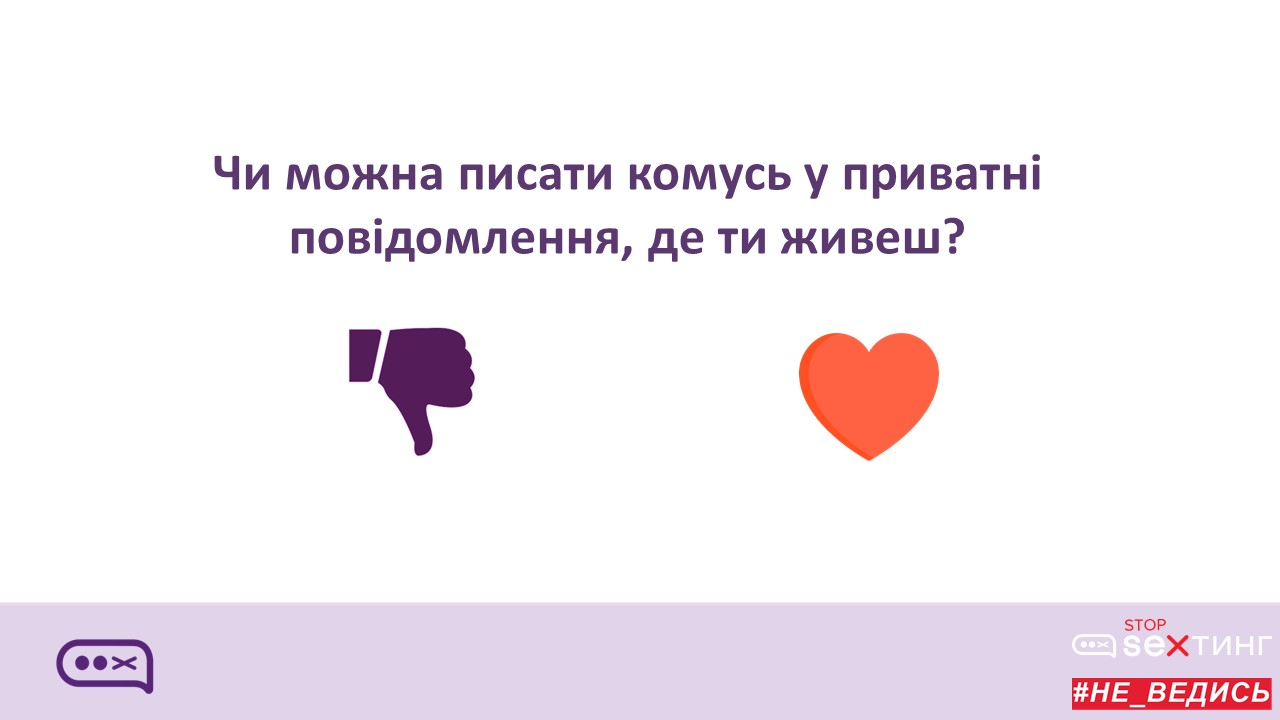 Чи можна писати комусь у приватні
повідомлення, де ти живеш?
STOP
sexТИНГ
#НЕ_ВЕДИСЬ